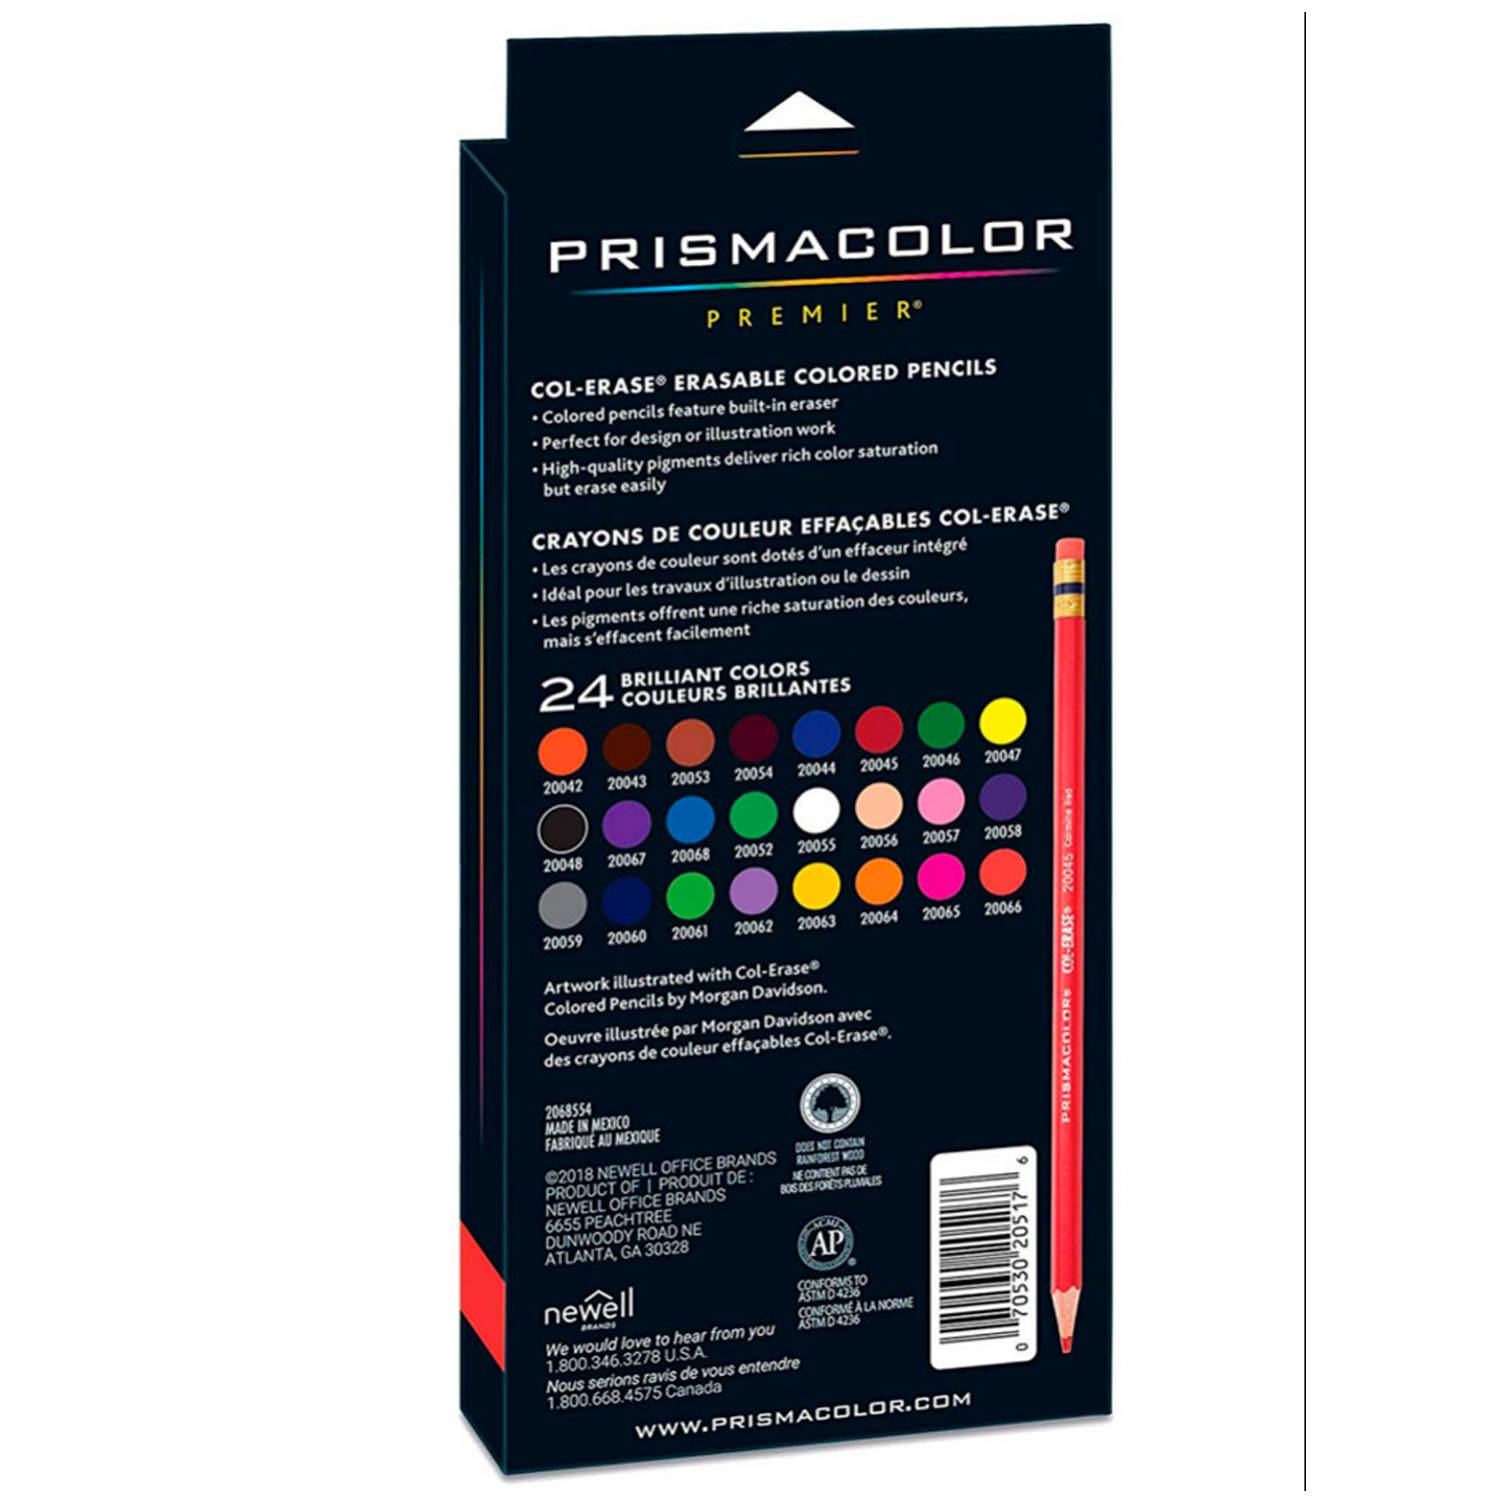 PRISMACOLOR
PREMIER®
COL-ERASE® ERASABLE COLORED PENCILS
• Colored pencils feature built-in eraser
• Perfect for design or illustration work
• High-quality pigments deliver rich color saturation
but erase easily
CRAYONS DE COULEUR EFFAÇABLES COL-ERASE®
• Les crayons de couleur sont dotés d'un effaceur intégré
• Idéal pour les travaux d'illustration ou le dessin
• Les pigments offrent une riche saturation des couleurs,
mais s'effacent facilement
24 BRILLIANT COLORS
COULEURS BRILLANTES
20042 20043 20053 20054 20044 20045 20046 20047
20048 20067 20068 20052 20055 20056 20057 20058
20059 20060 20061 20062 20063 20064 20065 20066
Artwork illustrated with Col-Erase®
Colored Pencils by Morgan Davidson.
Oeuvre illustrée par Morgan Davidson avec
des crayons de couleur effaçables Col-Erase®.
2068554
MADE IN MEXICO
FABRIQUÉ AU MEXIQUE
©2018 NEWELL OFFICE BRANDS
PRODUCT OF | PRODUIT DE :
NEWELL OFFICE BRANDS
6655 PEACHTREE
DUNWOODY ROAD NE
ATLANTA, GA 30328
newell
BRANDS
We would love to hear from you
1.800.346.3278 U.S.A.
Nous serions ravis de vous entendre
1.800.668.4575 Canada
DOES NOT CONTAIN
RAINFOREST WOOD
NE CONTIENT PAS DE
BOIS DES FORÊTS PLUVIALES
ACMI
AP®
CONFORMS TO
ASTM D 4236
CONFORMÉ À LA NORME
ASTM D 4236
0 70530 20517 6
PRISMACOLOR® COL-ERASE® 20045 Carmine Red
WWW.PRISMACOLOR.COM